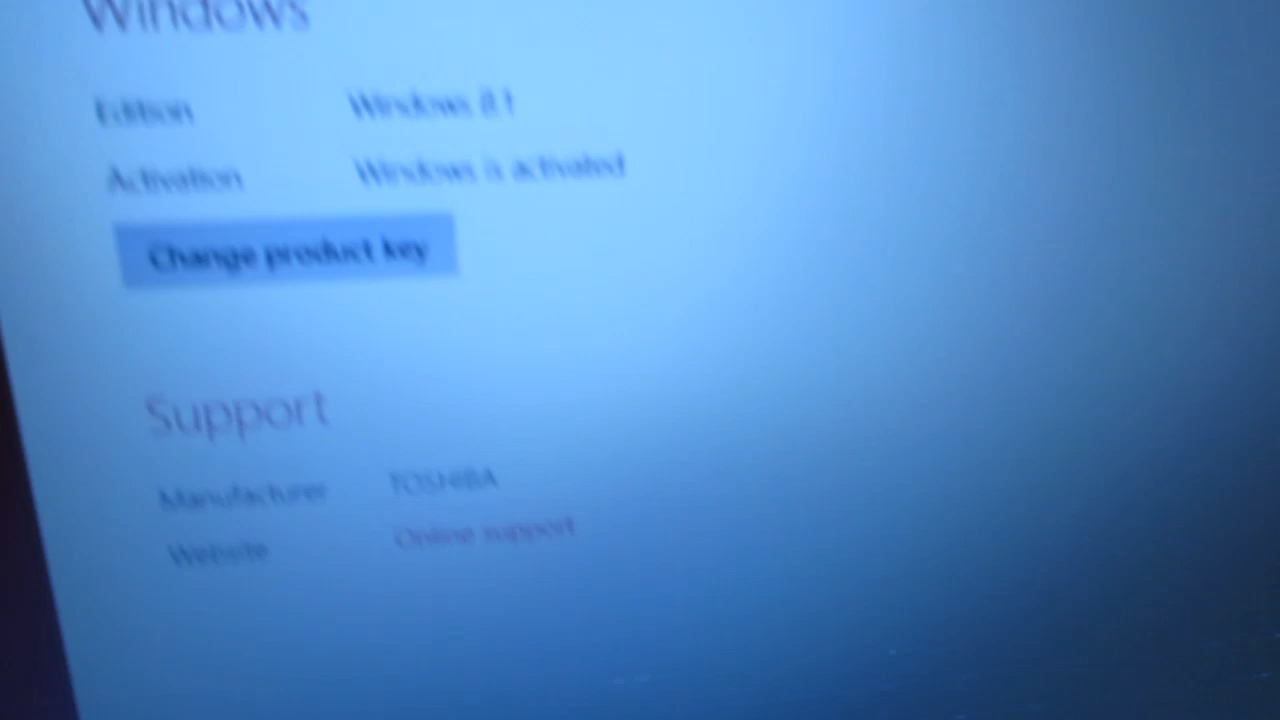 Windows
Edition Windows 8.1
Activation Windows is activated
Change product key
Support
Manufacturer TOSHIBA
Website Online support